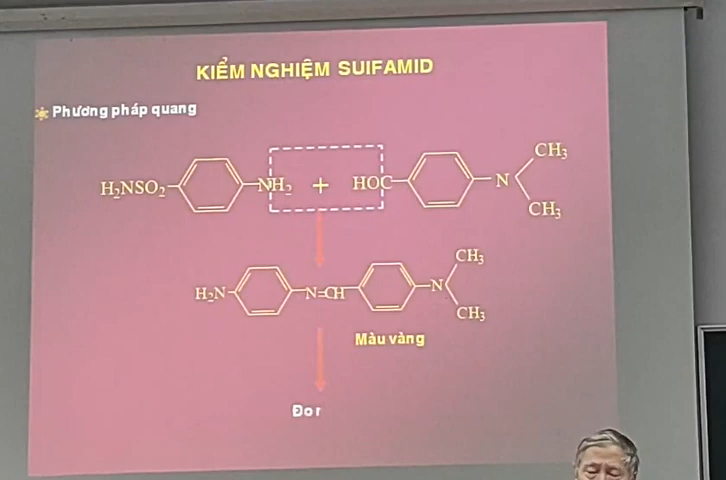 KIỂM NGHIỆM SUIFAMID
Phương pháp quang
H₂NSO₂ NH₂ + HOC N CH₃ CH₃
H₂N N=CH N CH₃ CH₃
Màu vàng
Đo r